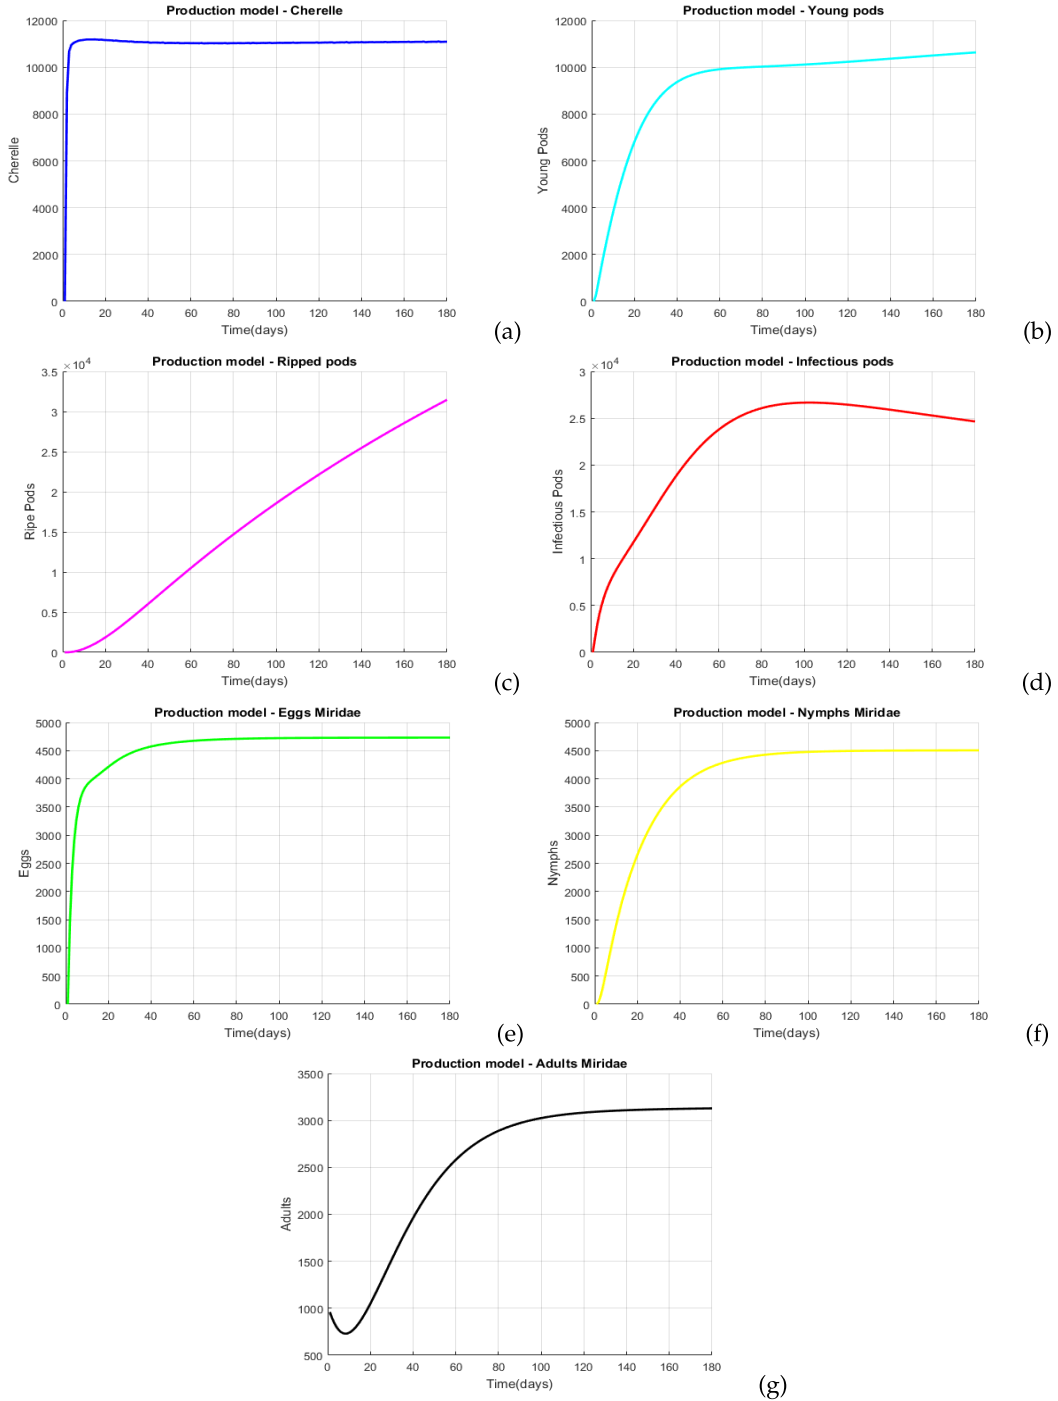 Production model - Cherelle
12000
10000
8000
6000
4000
2000
0
Cherelle
0 20 40 60 80 100 120 140 160 180
Time(days)
(a)
Production model - Young pods
12000
10000
8000
6000
4000
2000
0
Young Pods
0 20 40 60 80 100 120 140 160 180
Time(days)
(b)
Production model - Ripped pods
×10^4
3.5
3
2.5
2
1.5
1
0.5
0
Ripe Pods
0 20 40 60 80 100 120 140 160 180
Time(days)
(c)
Production model - Infectious pods
×10^4
3
2.5
2
1.5
1
0.5
0
Infectious Pods
0 20 40 60 80 100 120 140 160 180
Time(days)
(d)
Production model - Eggs Miridae
5000
4500
4000
3500
3000
2500
2000
1500
1000
500
0
Eggs
0 20 40 60 80 100 120 140 160 180
Time(days)
(e)
Production model - Nymphs Miridae
5000
4500
4000
3500
3000
2500
2000
1500
1000
500
0
Nymphs
0 20 40 60 80 100 120 140 160 180
Time(days)
(f)
Production model - Adults Miridae
3500
3000
2500
2000
1500
1000
500
Adults
0 20 40 60 80 100 120 140 160 180
Time(days)
(g)